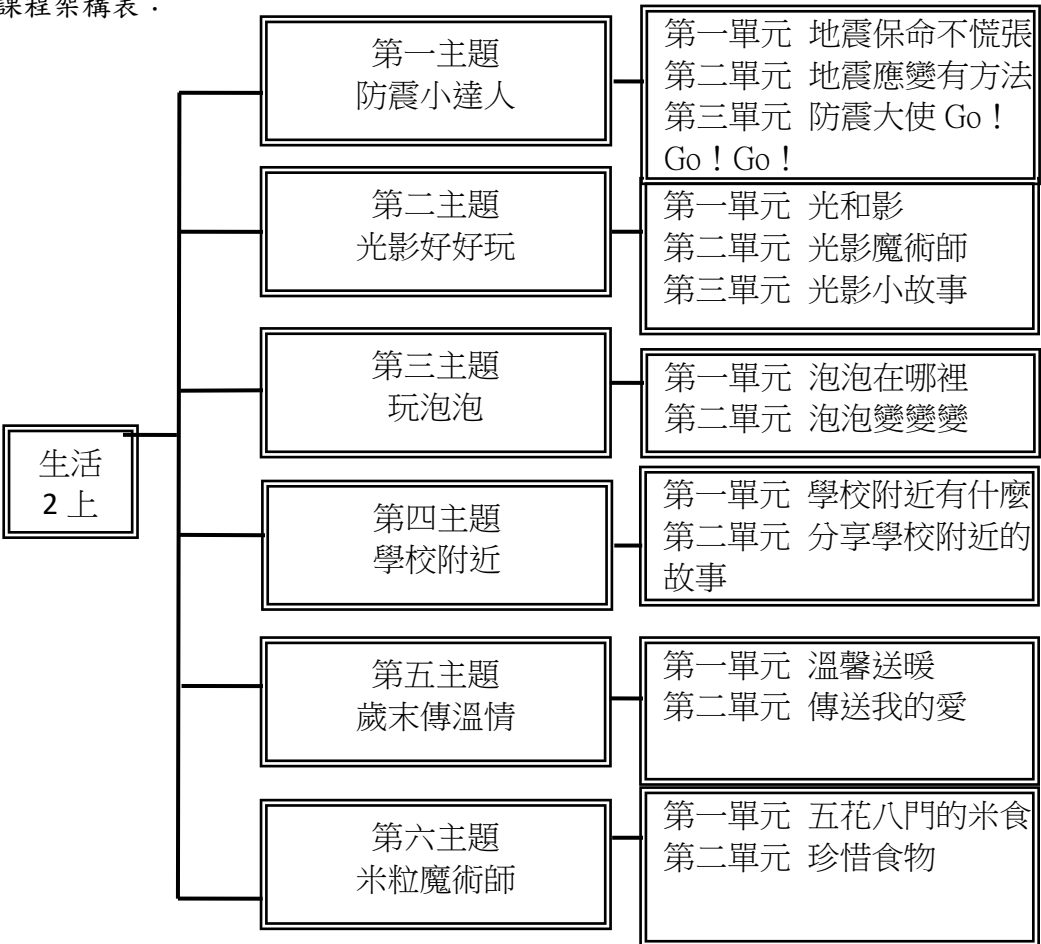 課程架構表：
第一主題
防震小達人
第一單元 地震保命不慌張
第二單元 地震應變有方法
第三單元 防震大使 Go！
Go！Go！
第二主題
光影好好玩
第一單元 光和影
第二單元 光影魔術師
第三單元 光影小故事
第三主題
玩泡泡
第一單元 泡泡在哪裡
第二單元 泡泡變變變
生活
2 上
第四主題
學校附近
第一單元 學校附近有什麼
第二單元 分享學校附近的
故事
第五主題
歲末傳溫情
第一單元 溫馨送暖
第二單元 傳送我的愛
第六主題
米粒魔術師
第一單元 五花八門的米食
第二單元 珍惜食物